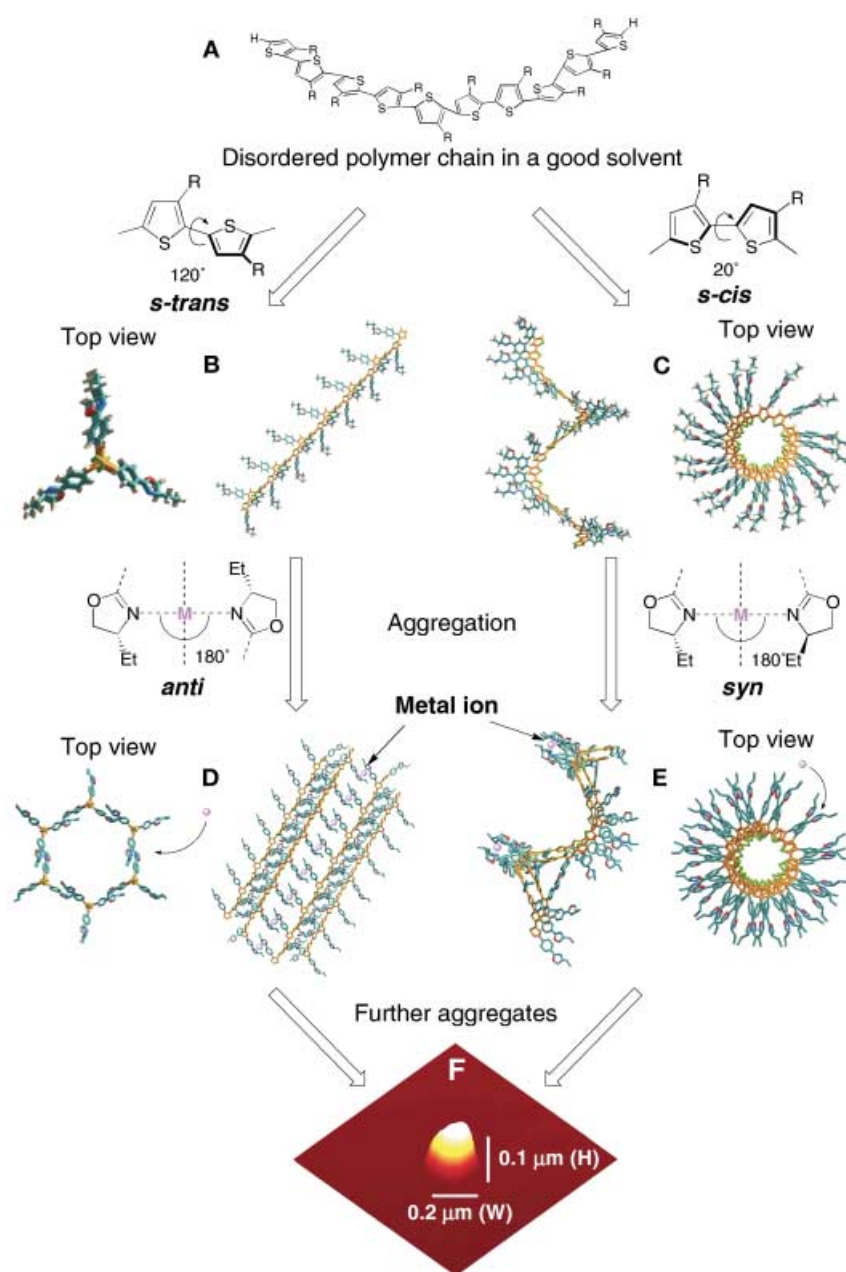 A
H
R
S
S
R
S
R
S
R
S
R
S
S
R
S
R
S
R
S
R
S
H
Disordered polymer chain in a good solvent
R
S
S
R
120°
s-trans
R
R
S
S
20°
s-cis
Top view
B
C
Top view
O
N
Et
M
180°
Et
N
O
anti
Aggregation
O
N
Et
M
180°
N
O
Et
syn
Metal ion
Top view
D
E
Top view
Further aggregates
F
0.1 μm (H)
0.2 μm (W)